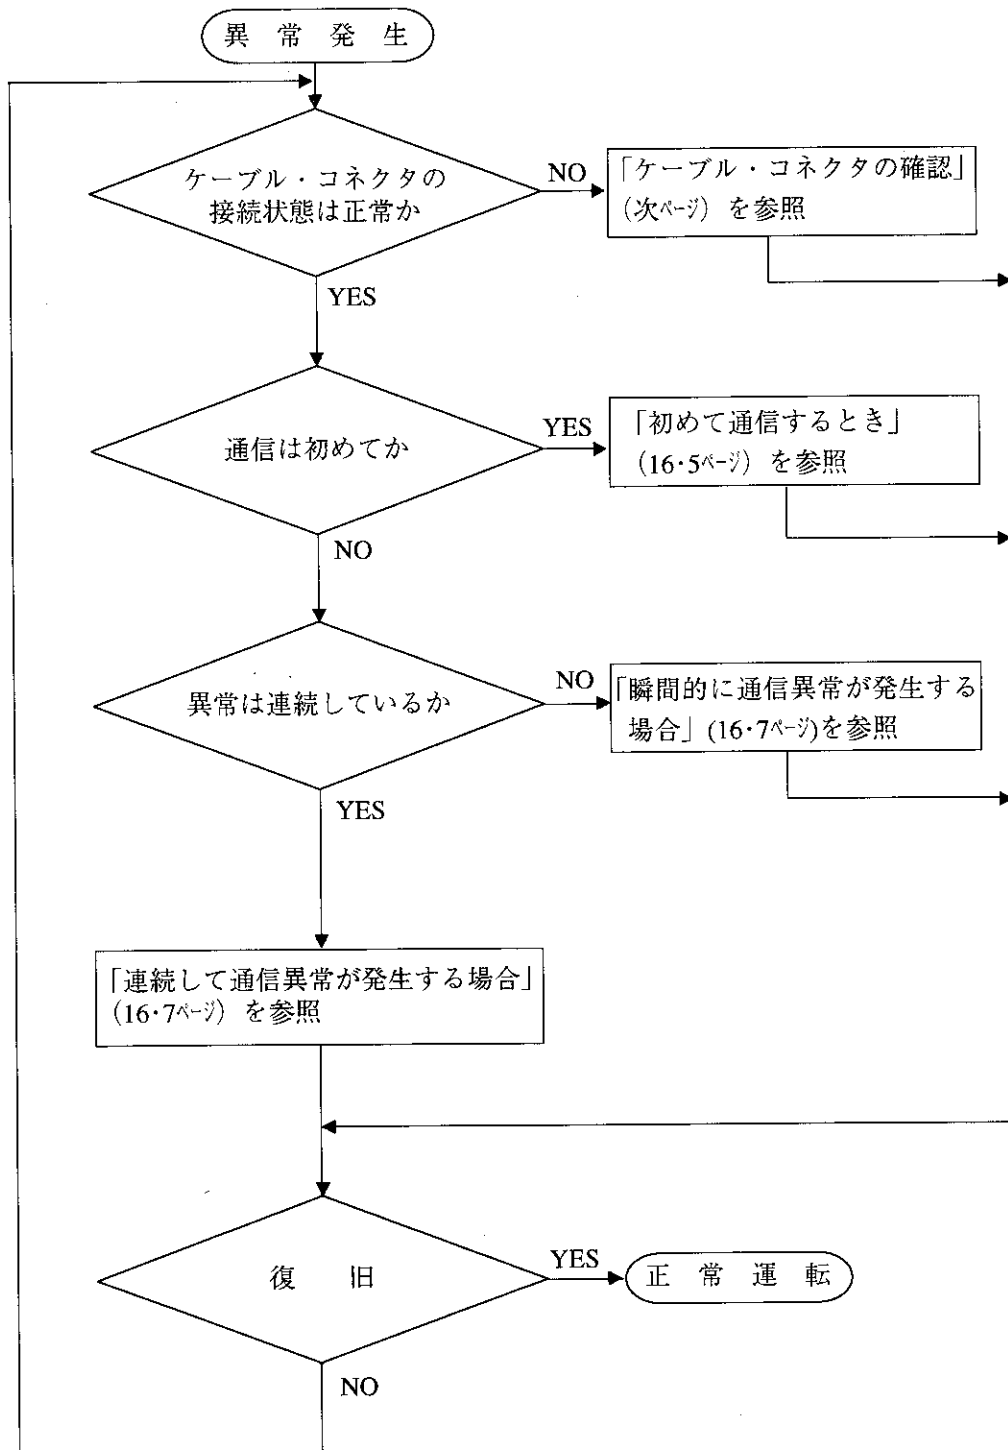 異常発生
ケーブル・コネクタの
接続状態は正常か
NO
「ケーブル・コネクタの確認」
(次ページ)を参照
YES
通信は初めてか
YES
「初めて通信するとき」
(16・5ページ)を参照
NO
異常は連続しているか
NO
「瞬間的に通信異常が発生する
場合」(16・7ページ)を参照
YES
「連続して通信異常が発生する場合」
(16・7ページ)を参照
復旧
YES
正常運転
NO